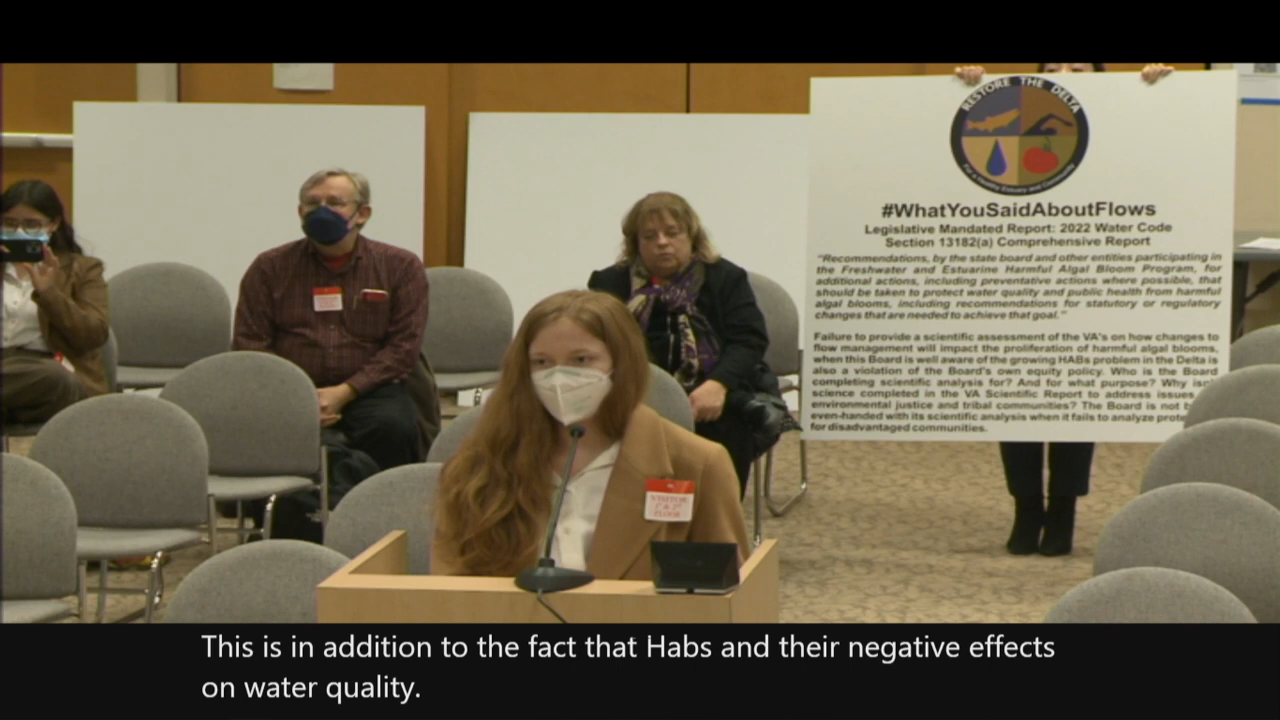 RESTORE THE DELTA
For a Healthy Estuary and Community
#WhatYouSaidAboutFlows
Legislative Mandated Report: 2022 Water Code
Section 13182(a) Comprehensive Report
"Recommendations, by the state board and other entities participating in
the Freshwater and Estuarine Harmful Algal Bloom Program, for
additional actions, including preventative actions where possible, that
should be taken to protect water quality and public health from harmful
algal blooms, including recommendations for statutory or regulatory
changes that are needed to achieve that goal."
Failure to provide a scientific assessment of the VA's on how changes to
flow management will impact the proliferation of harmful algal blooms,
when this Board is well aware of the growing HABs problem in the Delta is
also a violation of the Board's own equity policy. Who is the Board
completing scientific analysis for? And for what purpose? Why isn'
science completed in the VA Scientific Report to address issues
environmental justice and tribal communities? The Board is not b
even-handed with its scientific analysis when it fails to analyze prote
for disadvantaged communities.
VISITOR
1st & 2nd
FLOOR
This is in addition to the fact that Habs and their negative effects
on water quality.